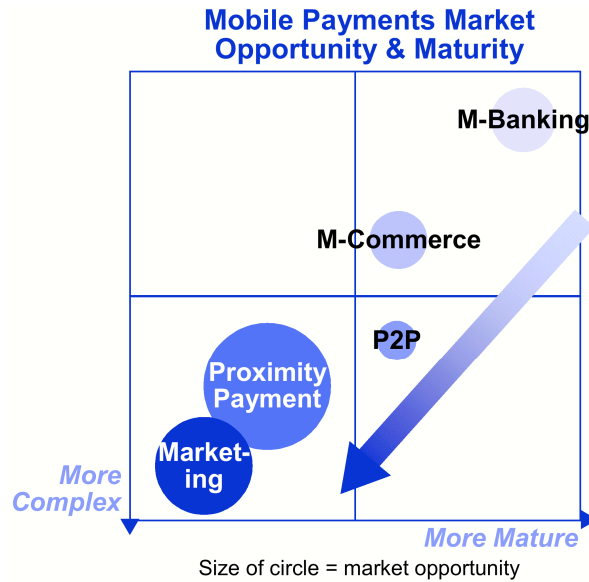 Mobile Payments Market
Opportunity & Maturity
M-Banking
M-Commerce
P2P
Proximity
Payment
Market-
ing
More
Complex
More Mature
Size of circle = market opportunity